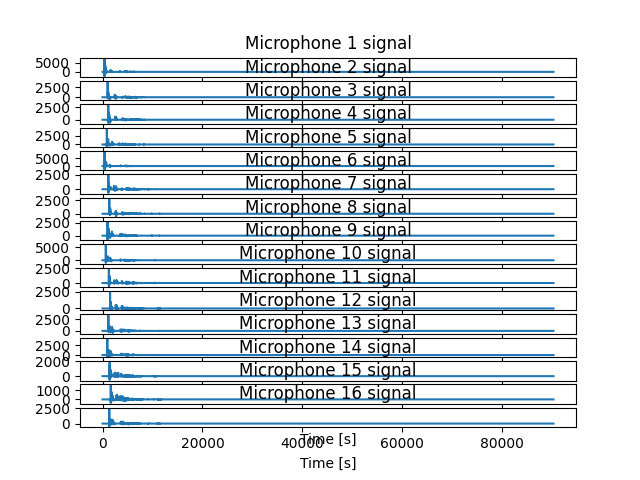 Microphone 1 signal
5000
0
Microphone 2 signal
2500
0
Microphone 3 signal
2500
0
Microphone 4 signal
2500
0
Microphone 5 signal
5000
0
Microphone 6 signal
2500
0
Microphone 7 signal
2500
0
Microphone 8 signal
2500
0
Microphone 9 signal
5000
0
Microphone 10 signal
2500
0
Microphone 11 signal
2500
0
Microphone 12 signal
2500
0
Microphone 13 signal
2500
0
Microphone 14 signal
2000
0
Microphone 15 signal
1000
0
Microphone 16 signal
2500
0
0 20000 40000 60000 80000
Time [s]
Time [s]